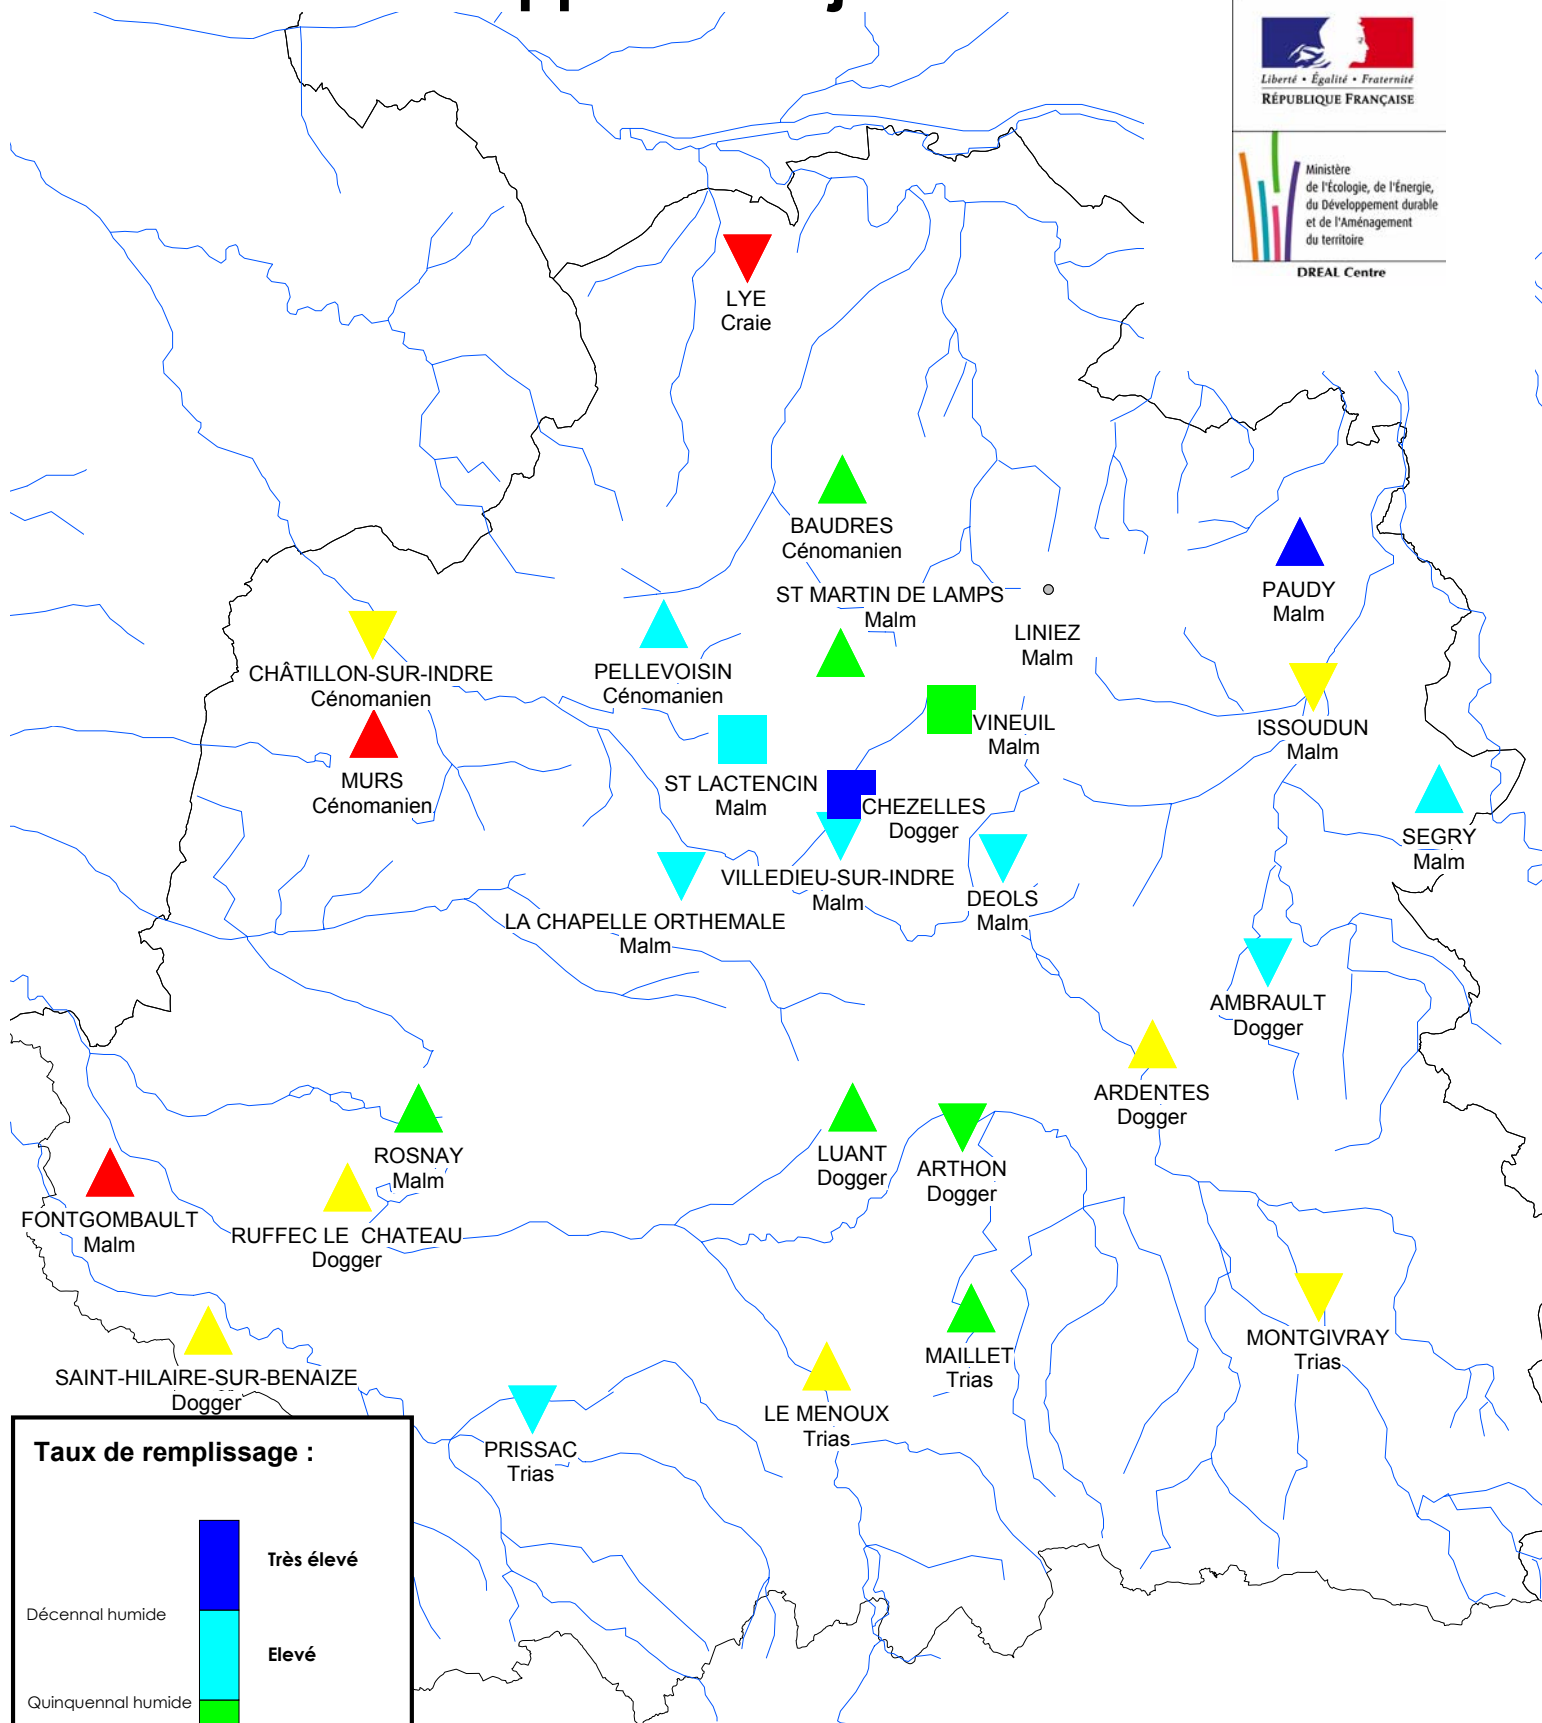 Liberté • Égalité • Fraternité
RÉPUBLIQUE FRANÇAISE
Ministère
de l'Écologie, de l'Énergie,
du Développement durable
et de l'Aménagement
du territoire
DREAL Centre
LYE
Craie
BAUDRES
Cénomanien
ST MARTIN DE LAMPS
Malm
LINIEZ
Malm
PAUDY
Malm
CHÂTILLON-SUR-INDRE
Cénomanien
PELLEVOISIN
Cénomanien
VINEUIL
Malm
ISSOUDUN
Malm
MURS
Cénomanien
ST LACTENCIN
Malm
CHEZELLES
Dogger
SEGRY
Malm
VILLEDIEU-SUR-INDRE
Malm
DEOLS
Malm
LA CHAPELLE ORTHEMALE
Malm
AMBRAULT
Dogger
ARDENTES
Dogger
ROSNAY
Malm
LUANT
Dogger
ARTHON
Dogger
FONTGOMBAULT
Malm
RUFFEC LE CHATEAU
Dogger
MAILLET
Trias
MONTGIVRAY
Trias
SAINT-HILAIRE-SUR-BENAIZE
Dogger
LE MENOUX
Trias
PRISSAC
Trias
Taux de remplissage :
Très élevé
Décennal humide
Elevé
Quinquennal humide